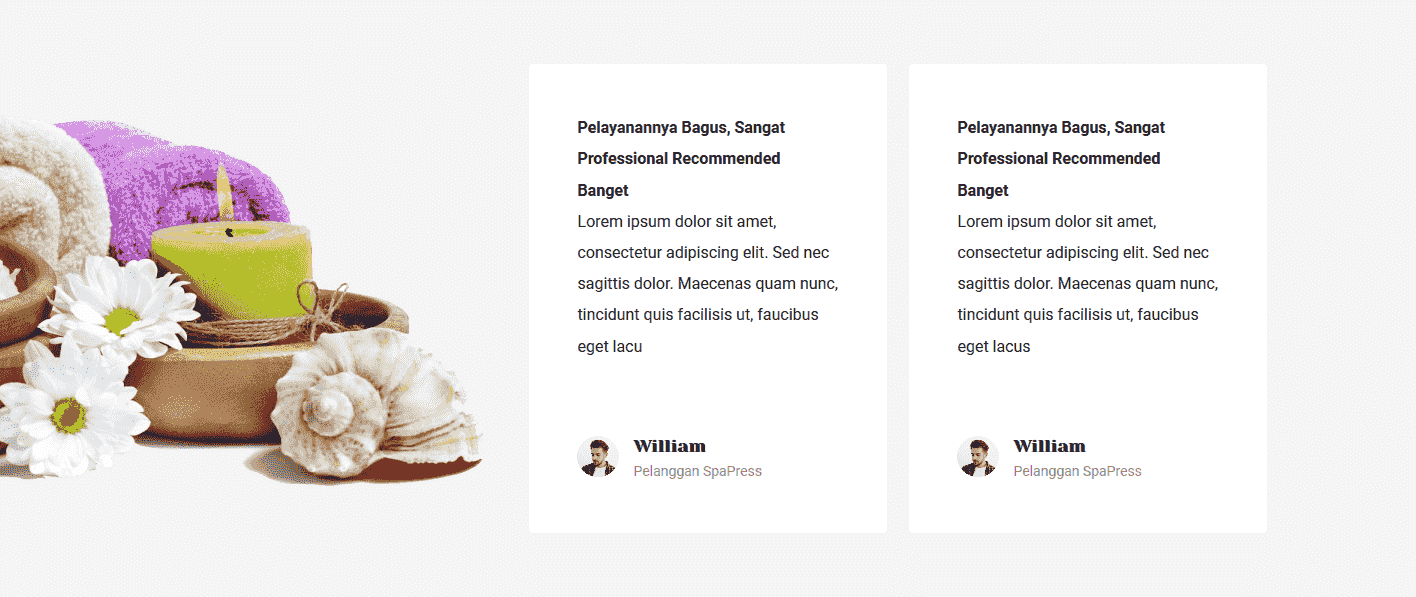 Pelayanannya Bagus, Sangat
Professional Recommended
Banget
Lorem ipsum dolor sit amet,
consectetur adipiscing elit. Sed nec
sagittis dolor. Maecenas quam nunc,
tincidunt quis facilisis ut, faucibus
eget lacu
William
Pelanggan SpaPress
Pelayanannya Bagus, Sangat
Professional Recommended
Banget
Lorem ipsum dolor sit amet,
consectetur adipiscing elit. Sed nec
sagittis dolor. Maecenas quam nunc,
tincidunt quis facilisis ut, faucibus
eget lacus
William
Pelanggan SpaPress